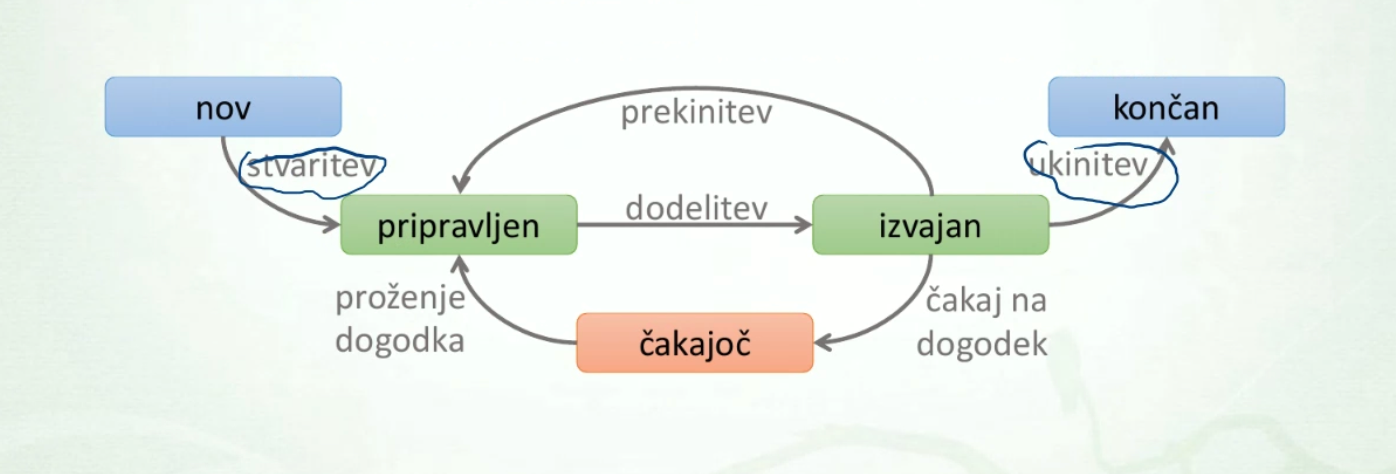 nov
končan
prekinitev
stvaritev
ukinitev
pripravljen
dodelitev
izvajan
proženje
dogodka
čakajoč
čakaj na
dogodek